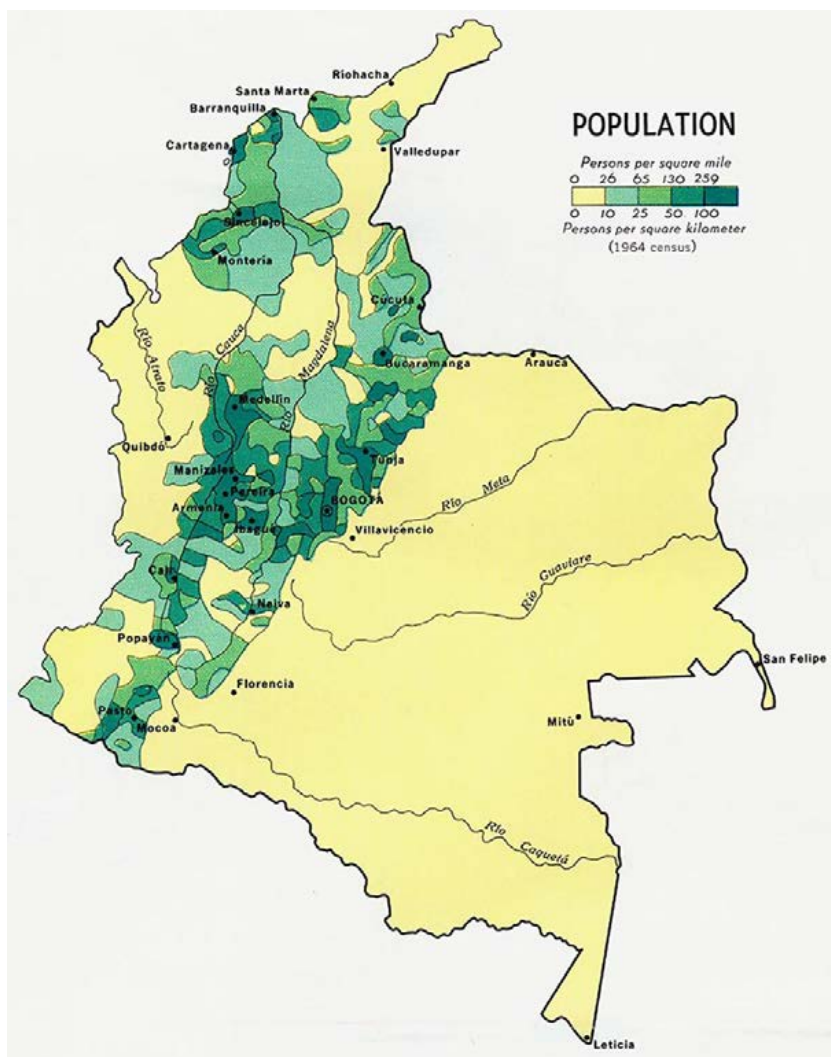 Ríohacha
Santa Marta
Barranquilla
Cartagena
Valledupar
POPULATION
Persons per square mile
0 26 65 130 259
0 10 25 50 100
Persons per square kilometer
(1964 census)
Sincelejo
Montería
Cúcuta
Río Atrato
Río Cauca
Río Magdalena
Bucaramanga
Arauca
Medellín
Quibdó
Tunja
Manizales
Pereira
BOGOTÁ
Armenia
Ibagué
Río Meta
Villavicencio
Río Guaviare
Cali
Neiva
Popayán
San Felipe
Florencia
Pasto
Mocoa
Mitù
Río Caquetá
Leticia